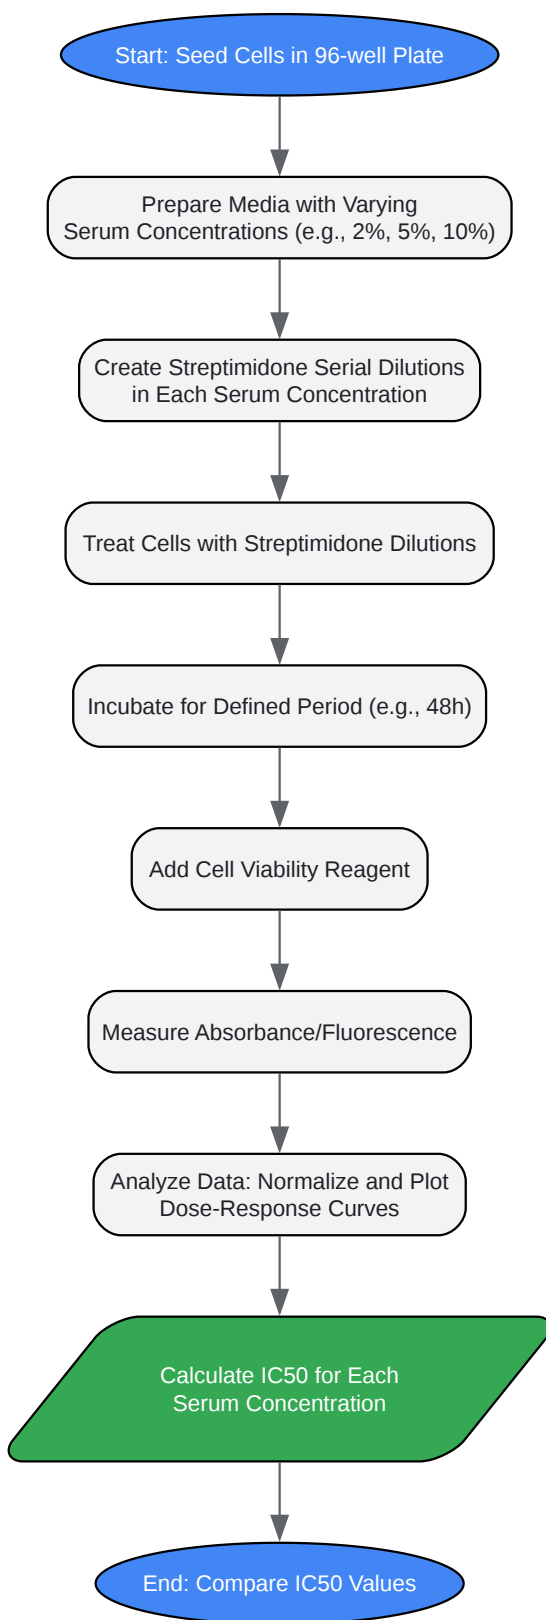 Start: Seed Cells in 96-well Plate
Prepare Media with Varying
Serum Concentrations (e.g., 2%, 5%, 10%)
Create Streptimidone Serial Dilutions
in Each Serum Concentration
Treat Cells with Streptimidone Dilutions
Incubate for Defined Period (e.g., 48h)
Add Cell Viability Reagent
Measure Absorbance/Fluorescence
Analyze Data: Normalize and Plot
Dose-Response Curves
Calculate IC50 for Each
Serum Concentration
End: Compare IC50 Values